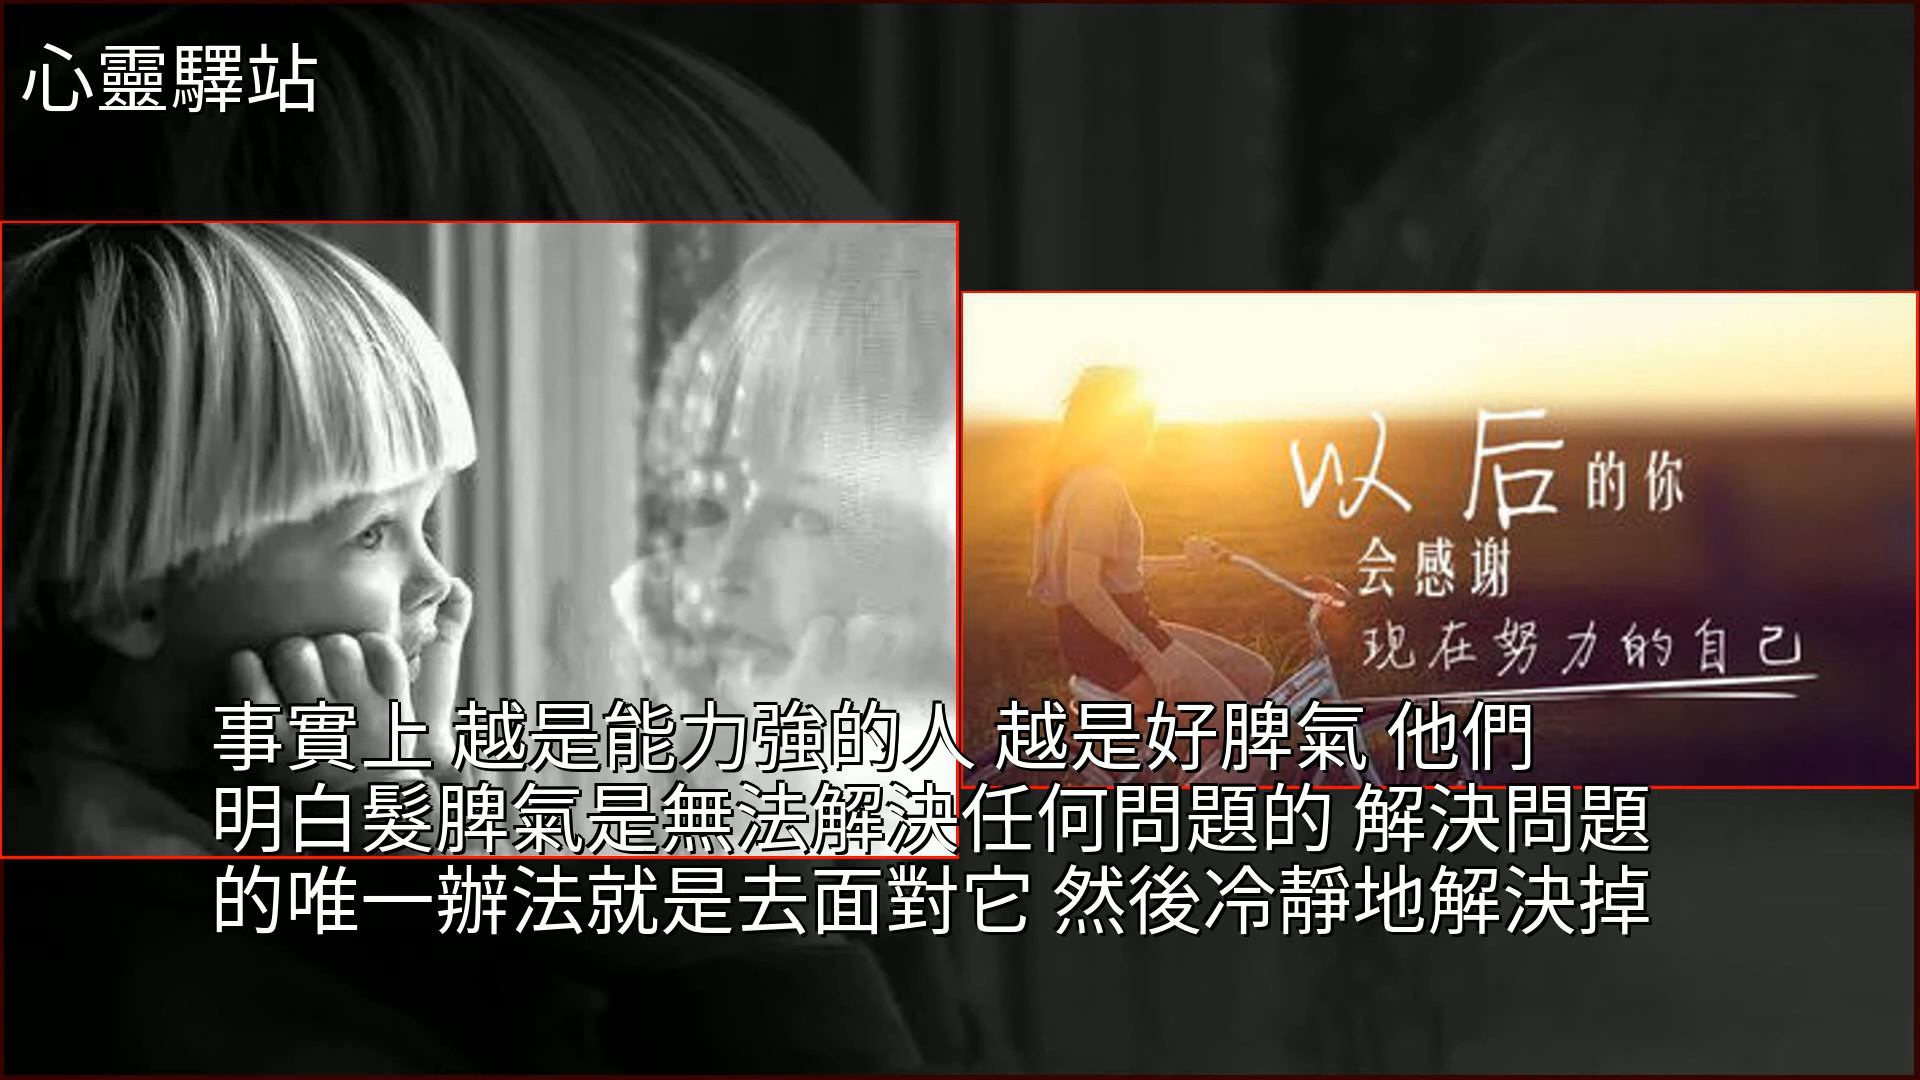 心靈驛站
以后的你
会感谢
现在努力的自己
事實上 越是能力強的人 越是好脾氣 他們
明白髮脾氣是無法解決任何問題的 解決問題
的唯一辦法就是去面對它 然後冷靜地解決掉